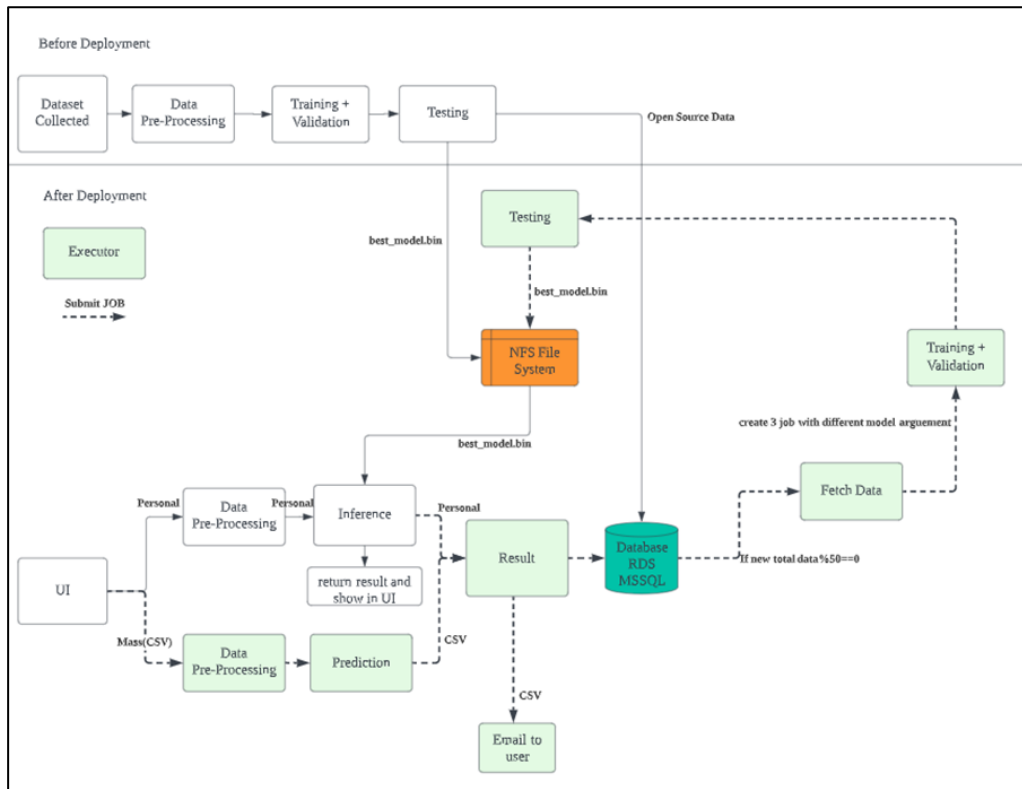 Before Deployment
Dataset
Collected
Data
Pre-Processing
Training +
Validation
Testing
Open Source Data
After Deployment
Executor
Submit JOB
best_model.bin
Testing
best_model.bin
NFS File
System
Training +
Validation
best_model.bin
create 3 job with different model arguement
Fetch Data
If new total data%50==0
Personal
Data
Pre-Processing
Personal
Inference
Personal
return result and
show in UI
Result
Database
RDS
MSSQL
UI
Mass(CSV)
Data
Pre-Processing
Prediction
CSV
CSV
Email to
user